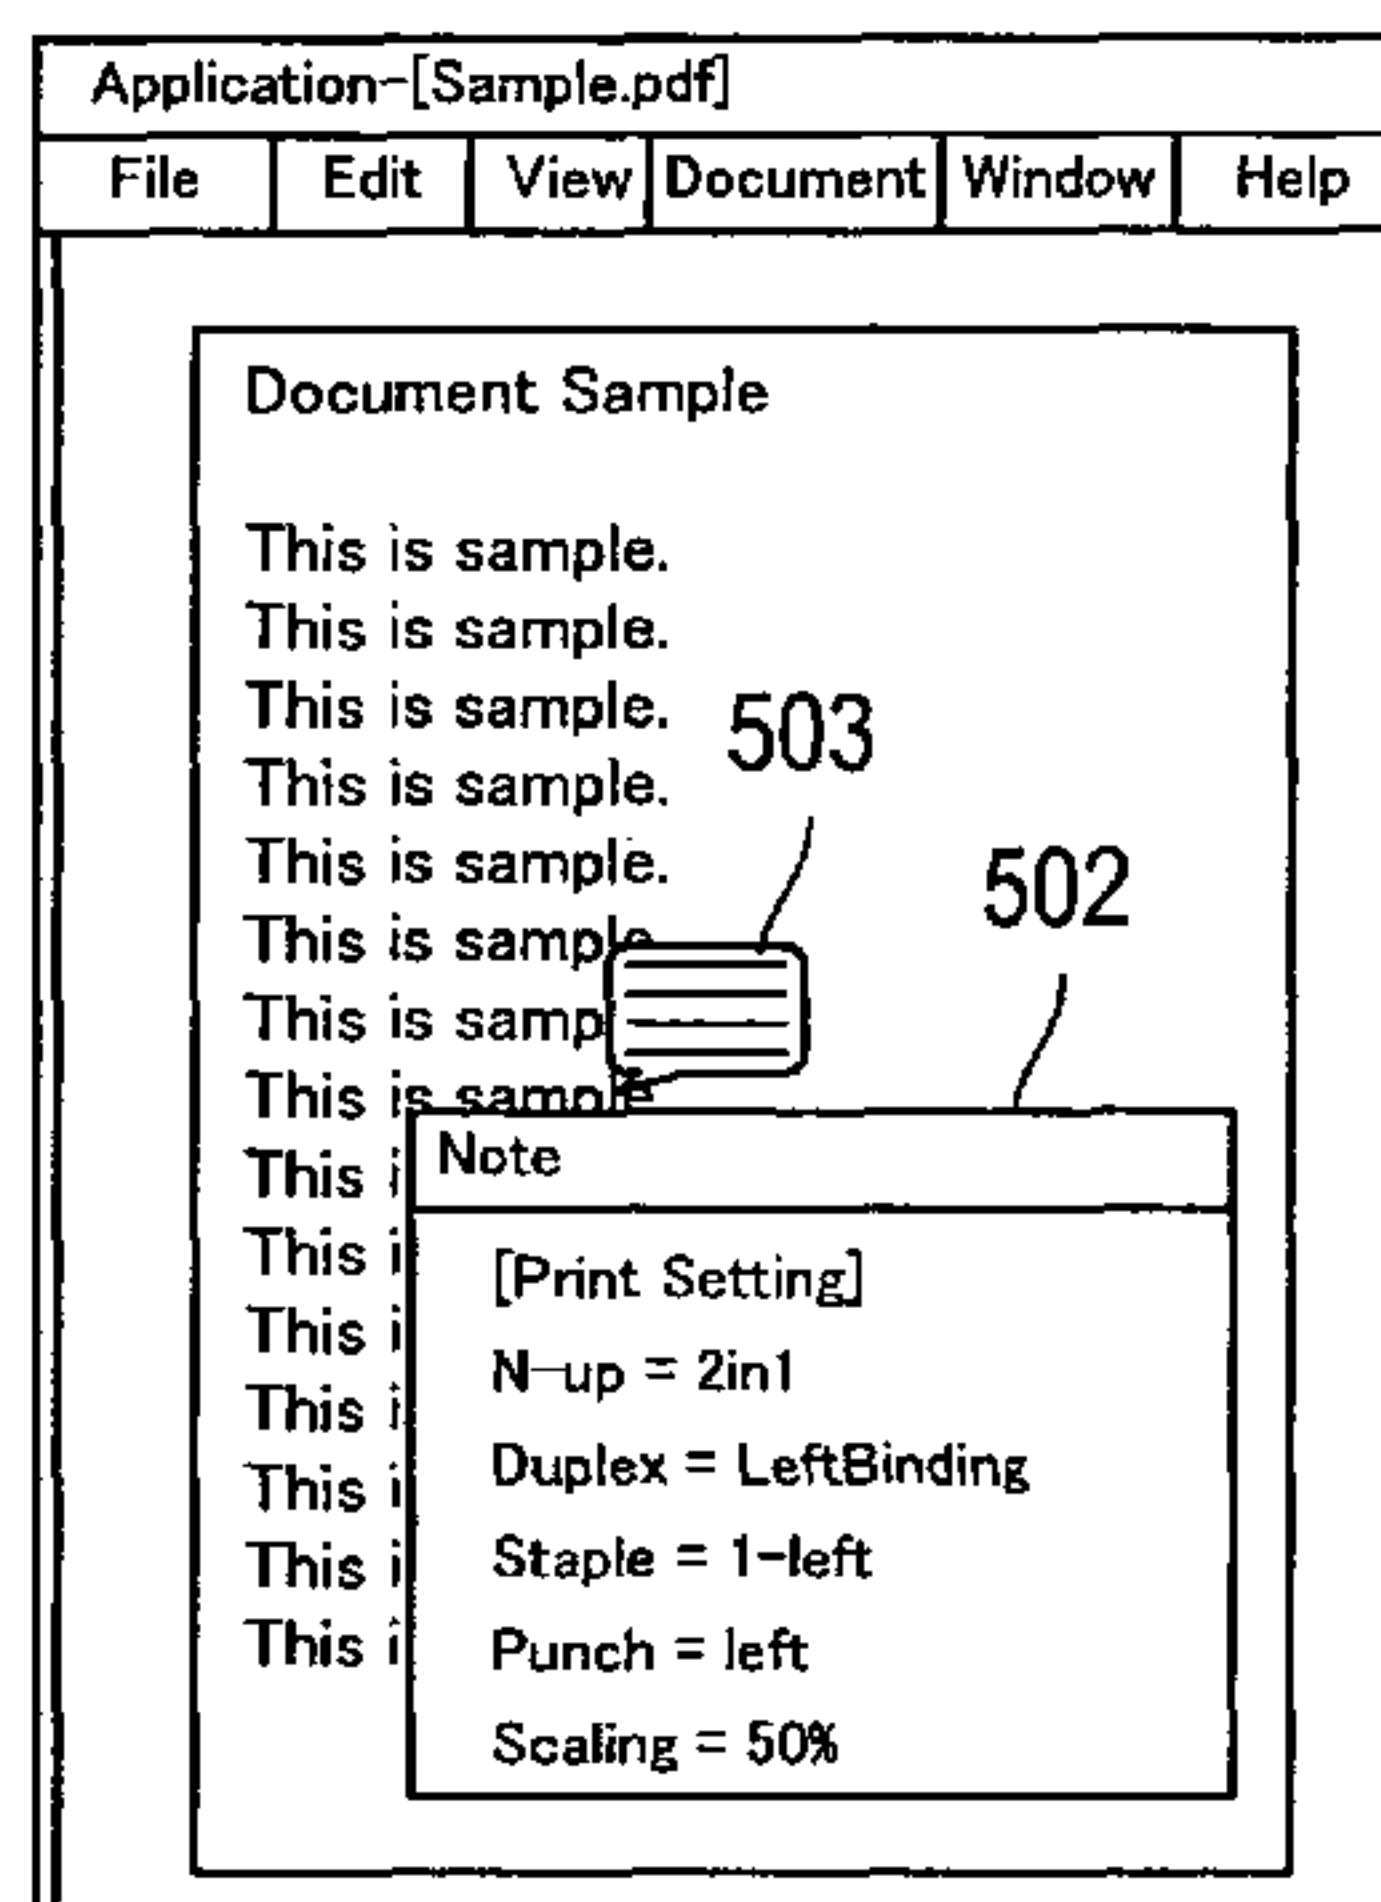 Application-[Sample.pdf]
File Edit View Document Window Help
Document Sample
This is sample.
This is sample.
This is sample.
503
This is sample.
This is sample.
502
This is sample
This is samp
This is sample
Note
This i
This i
This i
This i
This i
This i
This i
[Print Setting]
N-up = 2in1
Duplex = LeftBinding
Staple = 1-left
Punch = left
Scaling = 50%